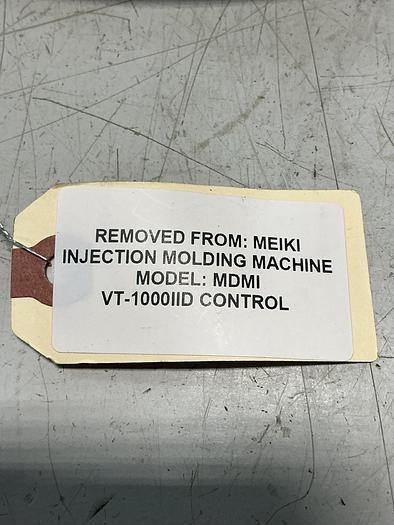 REMOVED FROM: MEIKI
INJECTION MOLDING MACHINE
MODEL: MDMI
VT-1000IID CONTROL